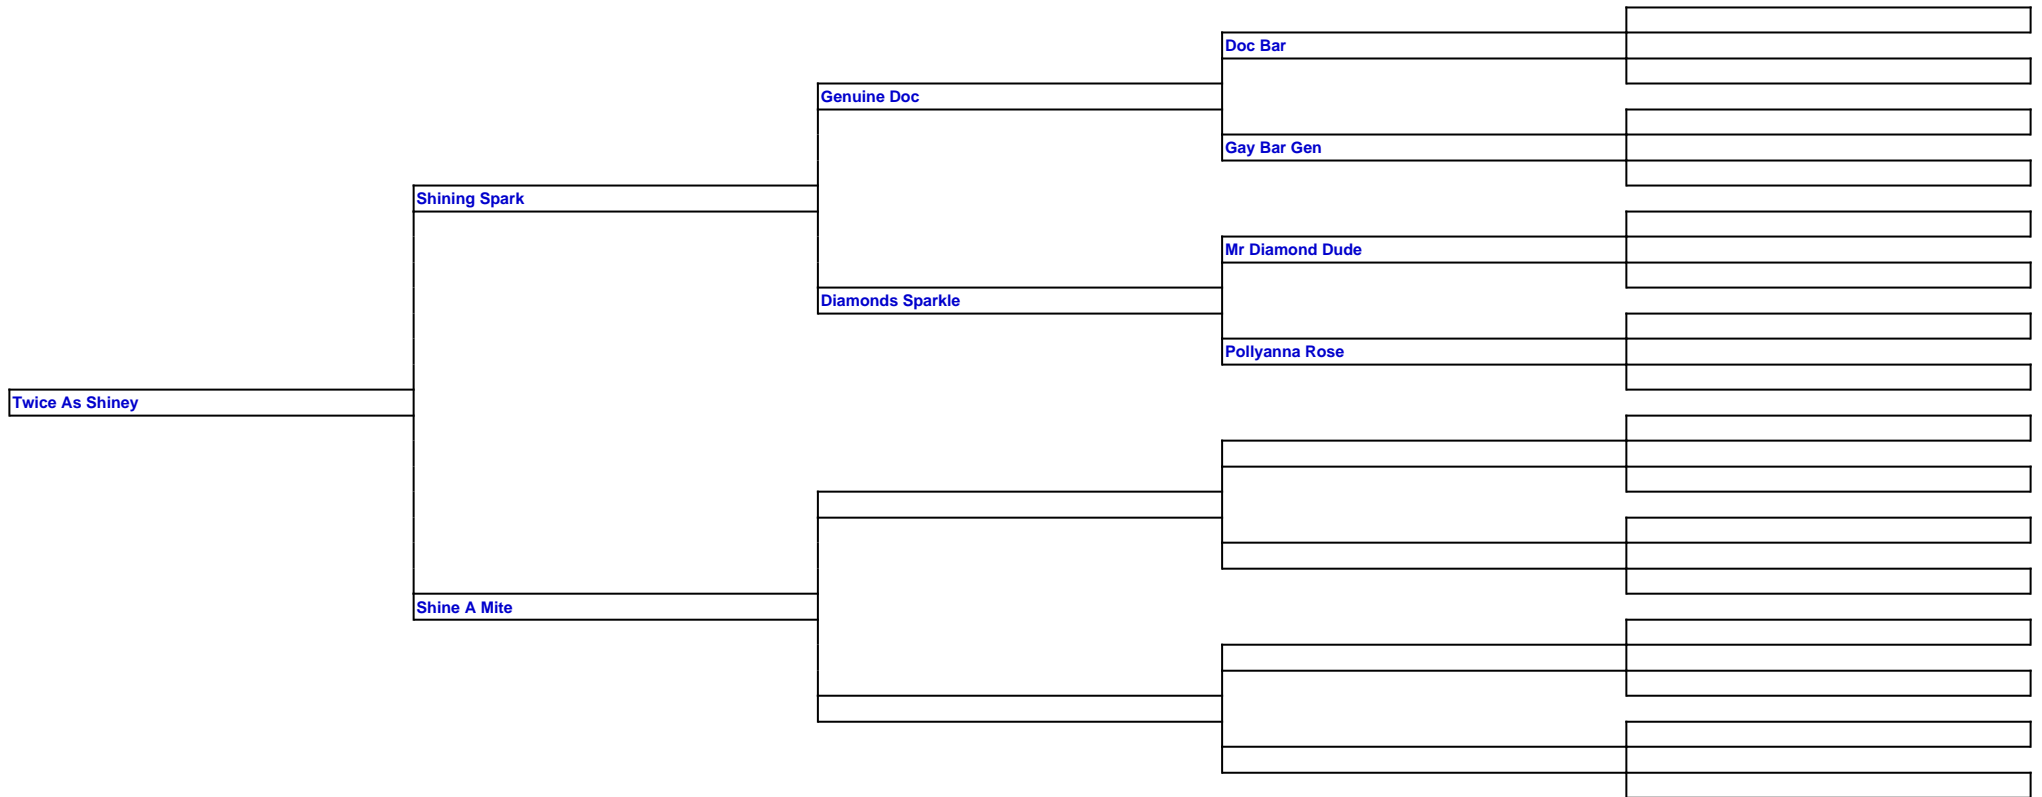 Doc Bar
Genuine Doc
Gay Bar Gen
Shining Spark
Mr Diamond Dude
Diamonds Sparkle
Pollyanna Rose
Twice As Shiney
Shine A Mite